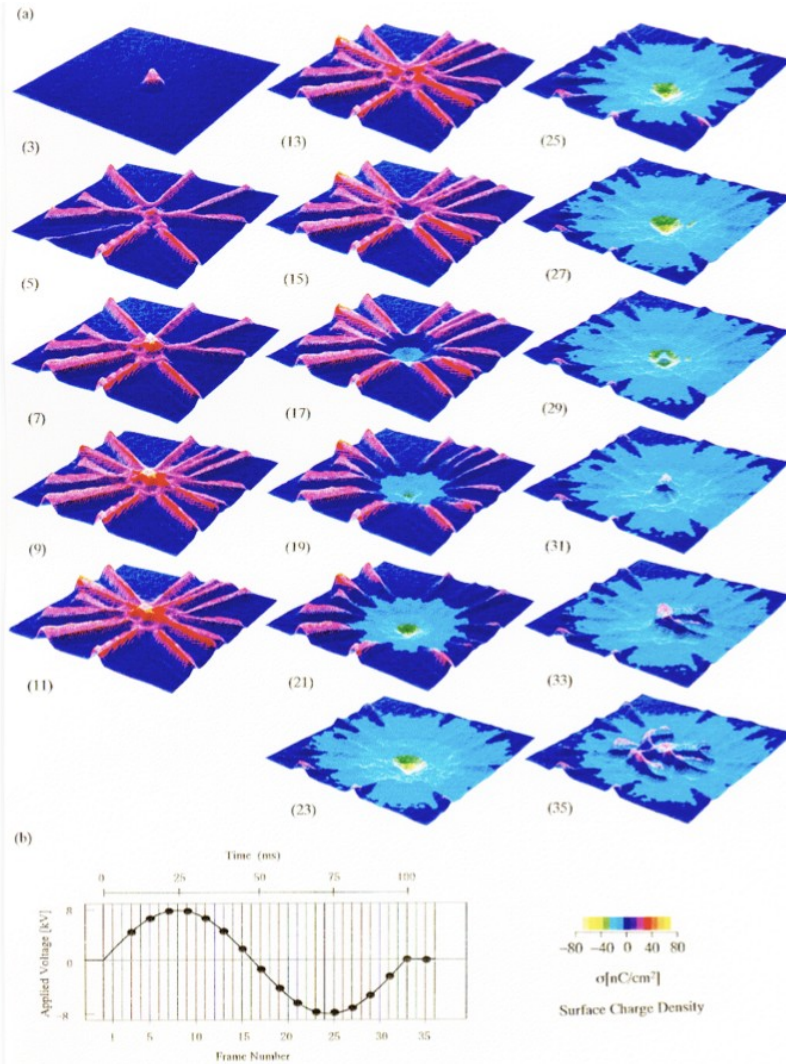 (a)
(3)
(13)
(25)
(5)
(15)
(27)
(7)
(17)
(29)
(9)
(19)
(31)
(11)
(21)
(33)
(23)
(35)
(b)
Time (ms)
0 25 50 75 100
Applied Voltage [kV]
8
0
-8
1 5 10 15 20 25 30 35
Frame Number
-80 -40 0 40 80
σ[nC/cm²]
Surface Charge Density